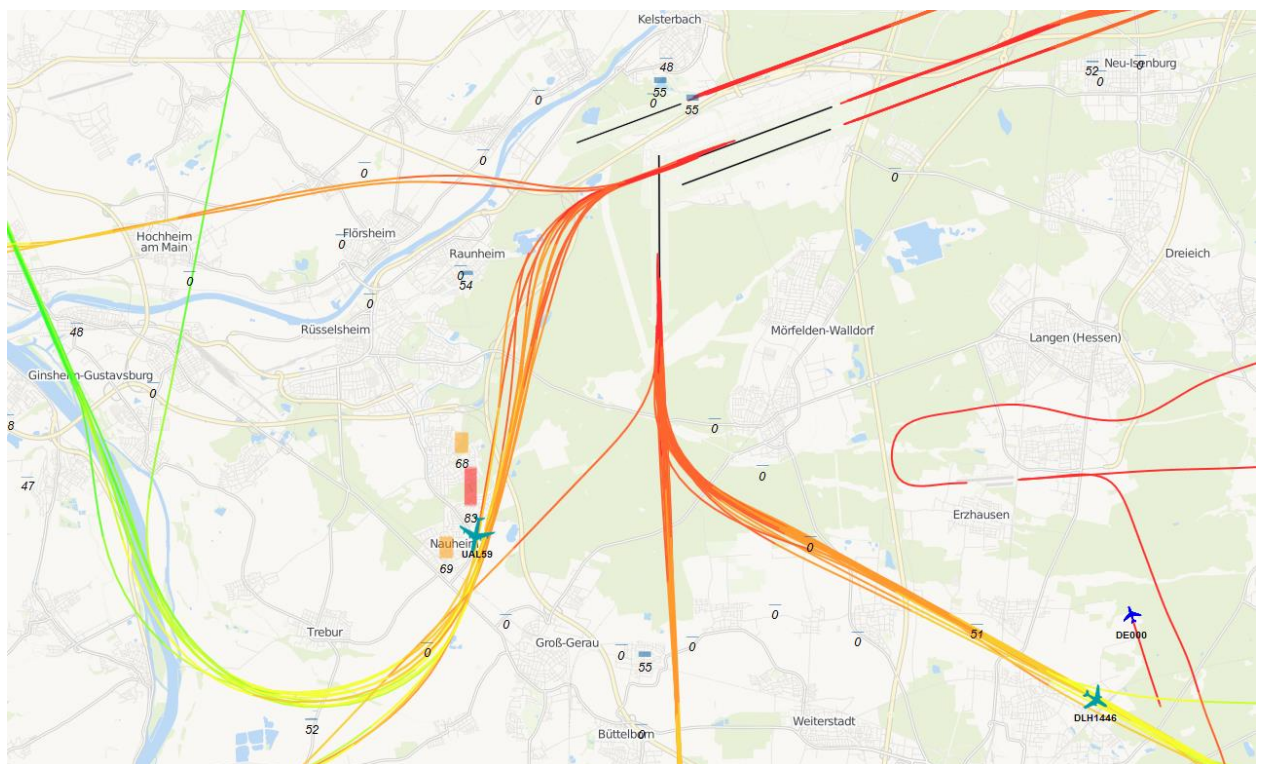 Kelsterbach
48
55
0
55
0
52
0
0
Neu-Isenburg
0
0
0
Hochheim
am Main
Flörsheim
0
Raunheim
0
54
0
0
Dreieich
48
Rüsselsheim
Mörfelden-Walldorf
Langen (Hessen)
Ginsheim-Gustavsburg
0
8
47
68
0
0
83
Erzhausen
Nauheim
UAL59
69
0
DE000
Trebur
0
0
Groß-Gerau
0
55
0
0
0
51
52
Büttelborn
0
Weiterstadt
DLH1446